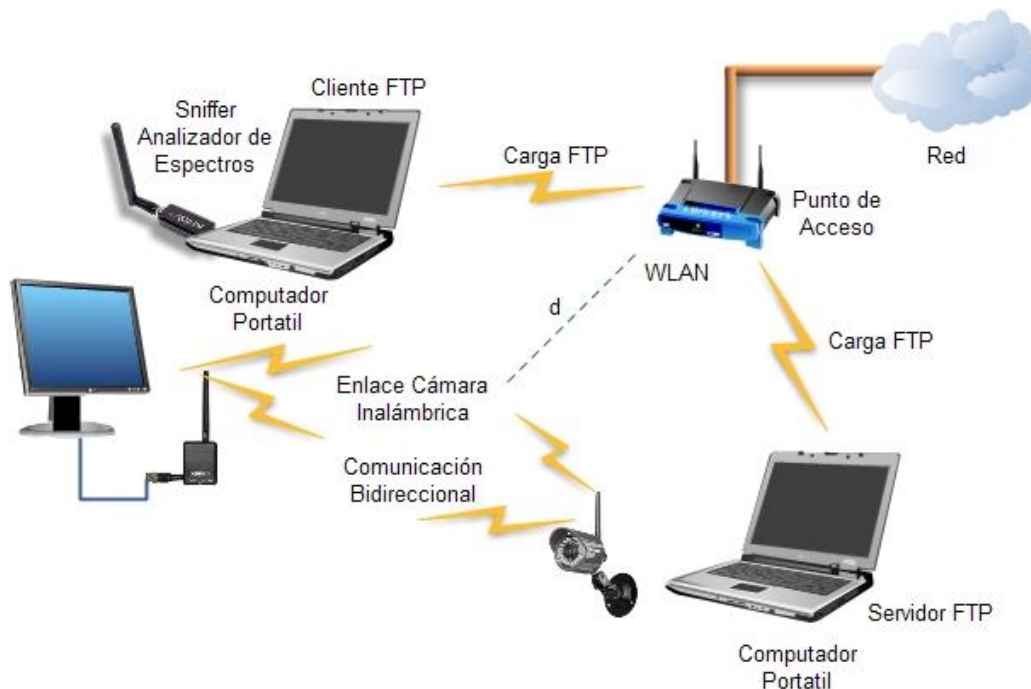 Cliente FTP
Sniffer
Analizador de
Espectros
Carga FTP
Red
Punto de
Acceso
WLAN
Computador
Portatil
d
Carga FTP
Enlace Cámara
Inalámbrica
Comunicación
Bidireccional
Servidor FTP
Computador
Portatil